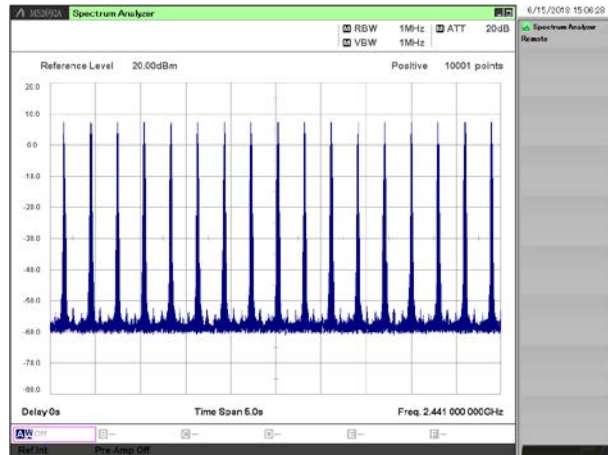 MS2692A Spectrum Analyzer
6/15/2018 15:06:28
Spectrum Analyzer
Remote
RBW 1MHz ATT 20dB
VBW 1MHz
Reference Level 20.00dBm Positive 10001 points
20.0
10.0
0.0
-10.0
-20.0
-30.0
-40.0
-50.0
-60.0
-70.0
-80.0
Delay 0s Time Span 5.0s Freq. 2.441 000 000GHz
Off
Ref.Int Pre Amp Off